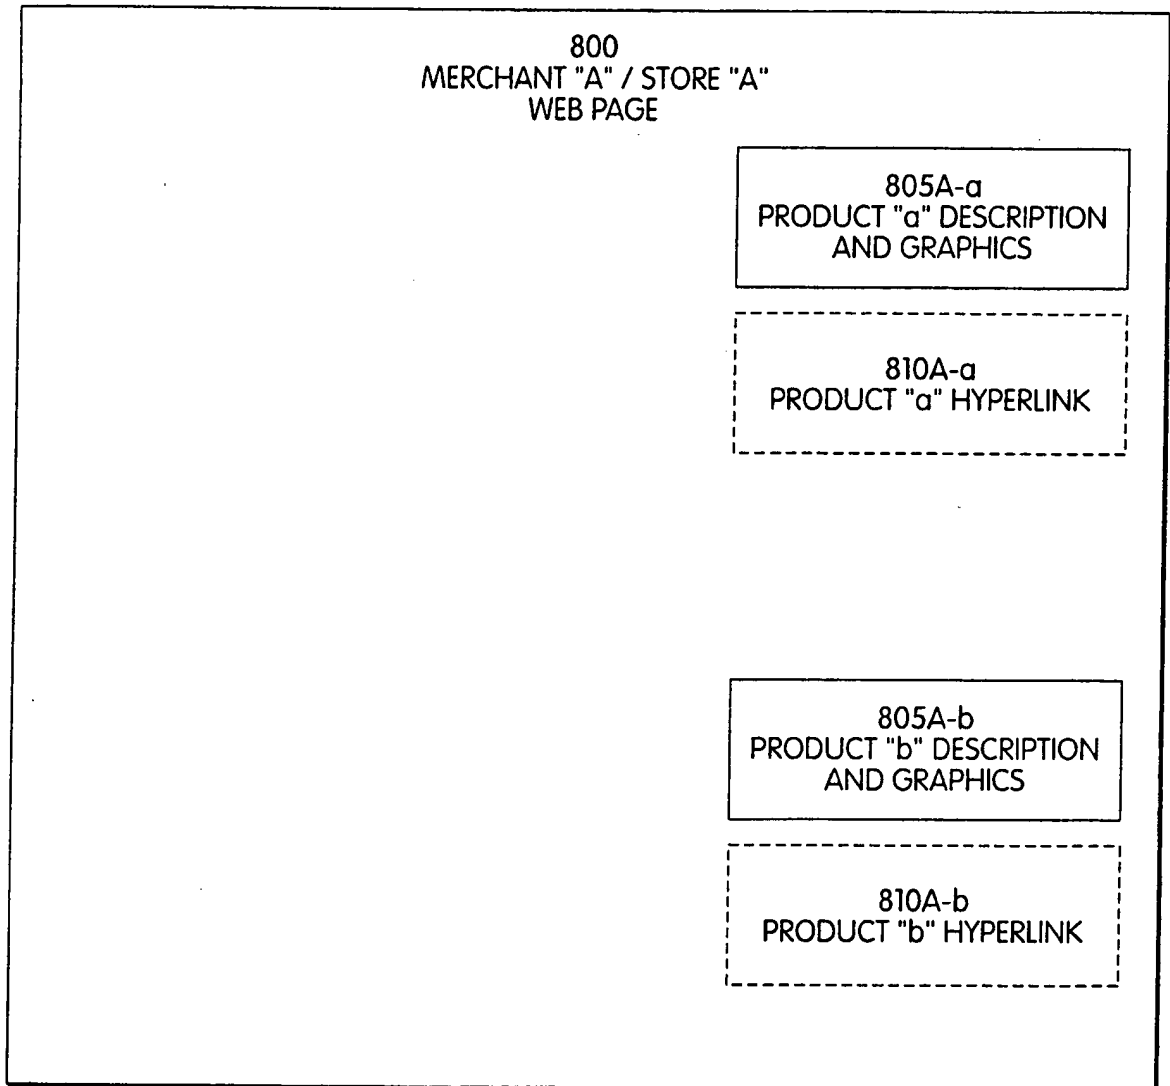 800
MERCHANT "A" / STORE "A"
WEB PAGE
805A-a
PRODUCT "a" DESCRIPTION
AND GRAPHICS
810A-a
PRODUCT "a" HYPERLINK
805A-b
PRODUCT "b" DESCRIPTION
AND GRAPHICS
810A-b
PRODUCT "b" HYPERLINK